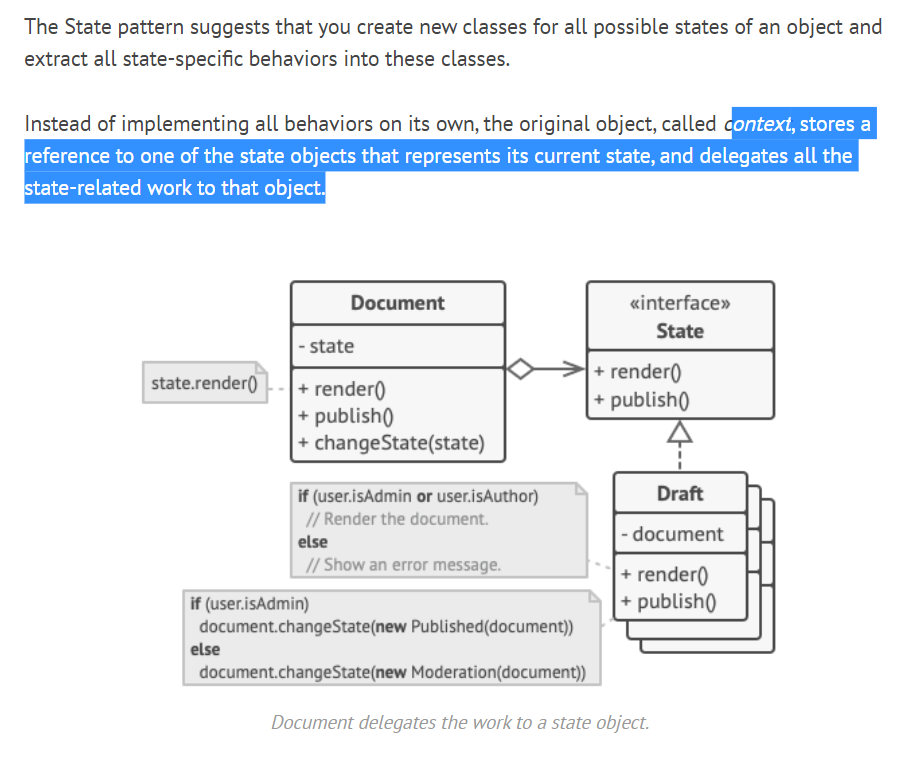 The State pattern suggests that you create new classes for all possible states of an object and
extract all state-specific behaviors into these classes.
Instead of implementing all behaviors on its own, the original object, called context, stores a
reference to one of the state objects that represents its current state, and delegates all the
state-related work to that object.
Document
- state
+ render()
+ publish()
+ changeState(state)
state.render()
«interface»
State
+ render()
+ publish()
if (user.isAdmin or user.isAuthor)
// Render the document.
else
// Show an error message.
Draft
- document
+ render()
+ publish()
if (user.isAdmin)
document.changeState(new Published(document))
else
document.changeState(new Moderation(document))
Document delegates the work to a state object.